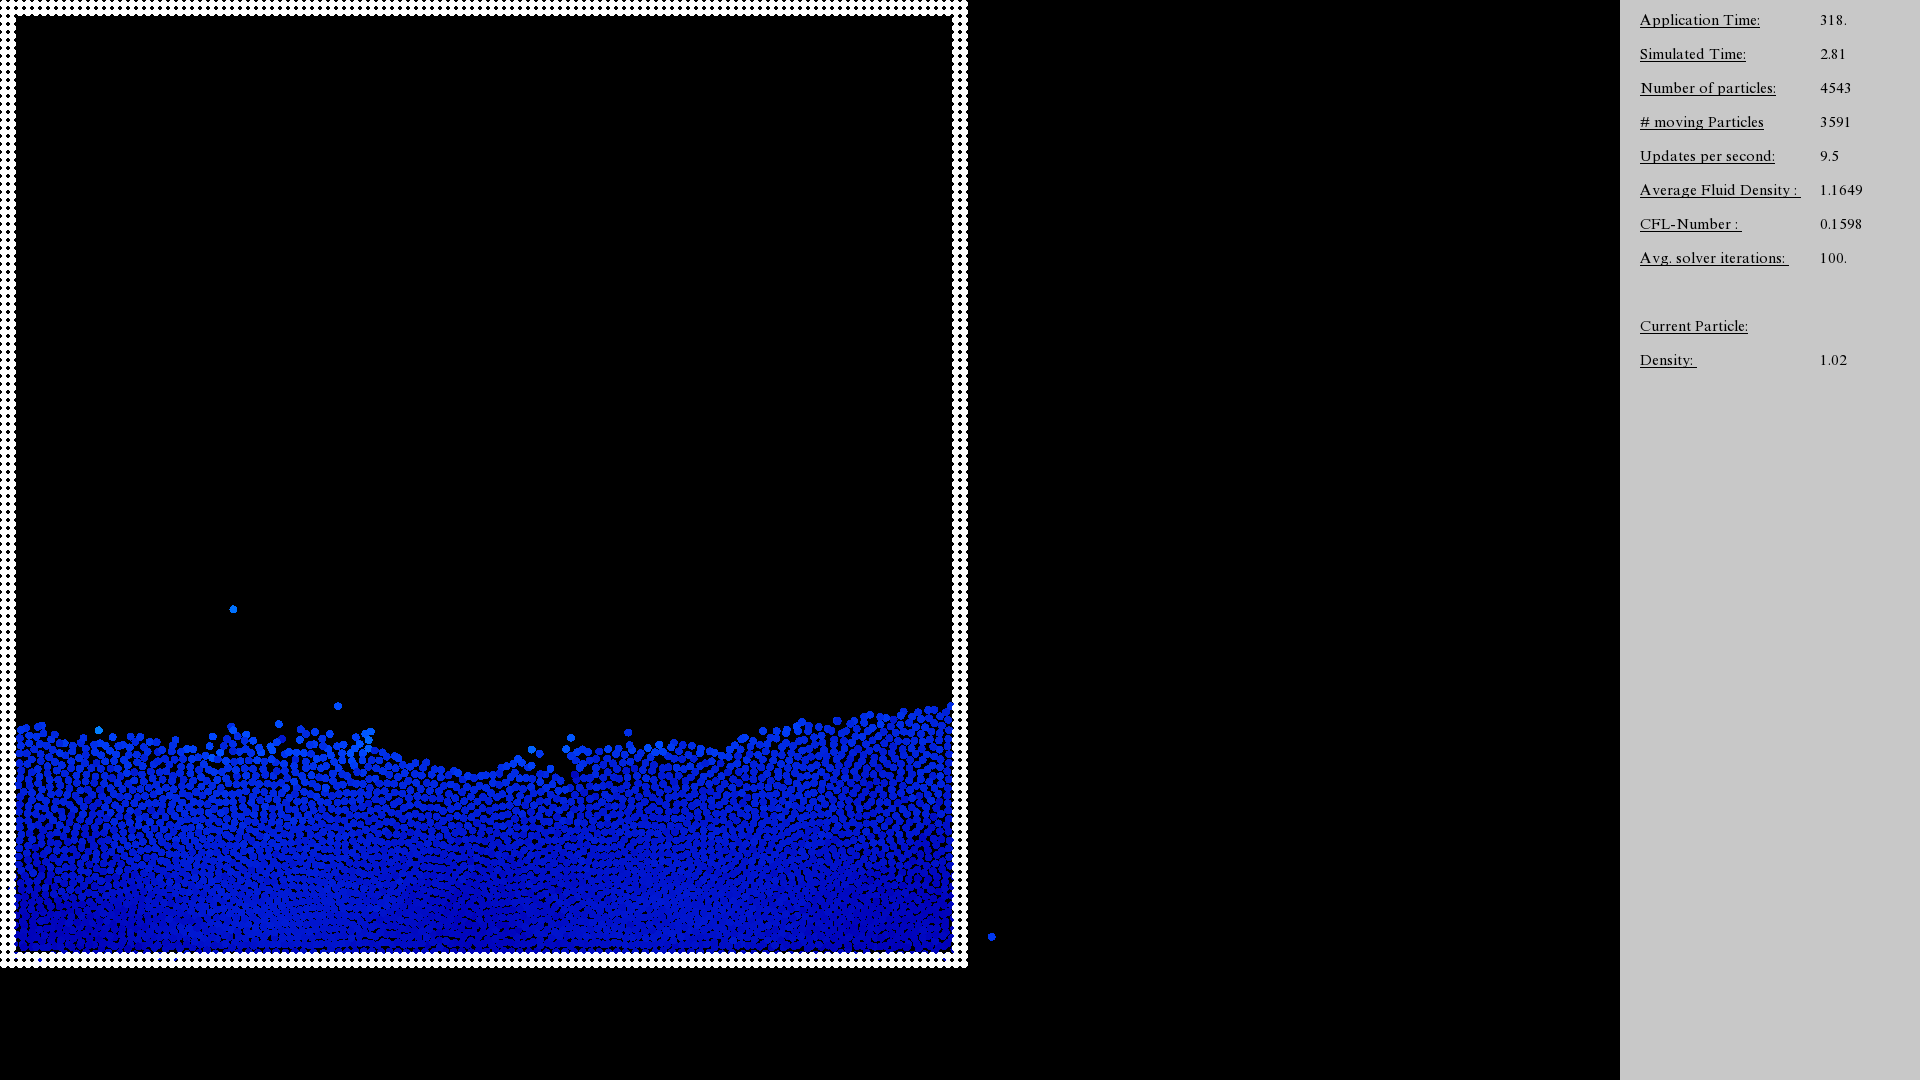 Application Time: 318.
Simulated Time: 2.81
Number of particles: 4543
# moving Particles 3591
Updates per second: 9.5
Average Fluid Density : 1.1649
CFL-Number : 0.1598
Avg. solver iterations: 100.
Current Particle:
Density: 1.02